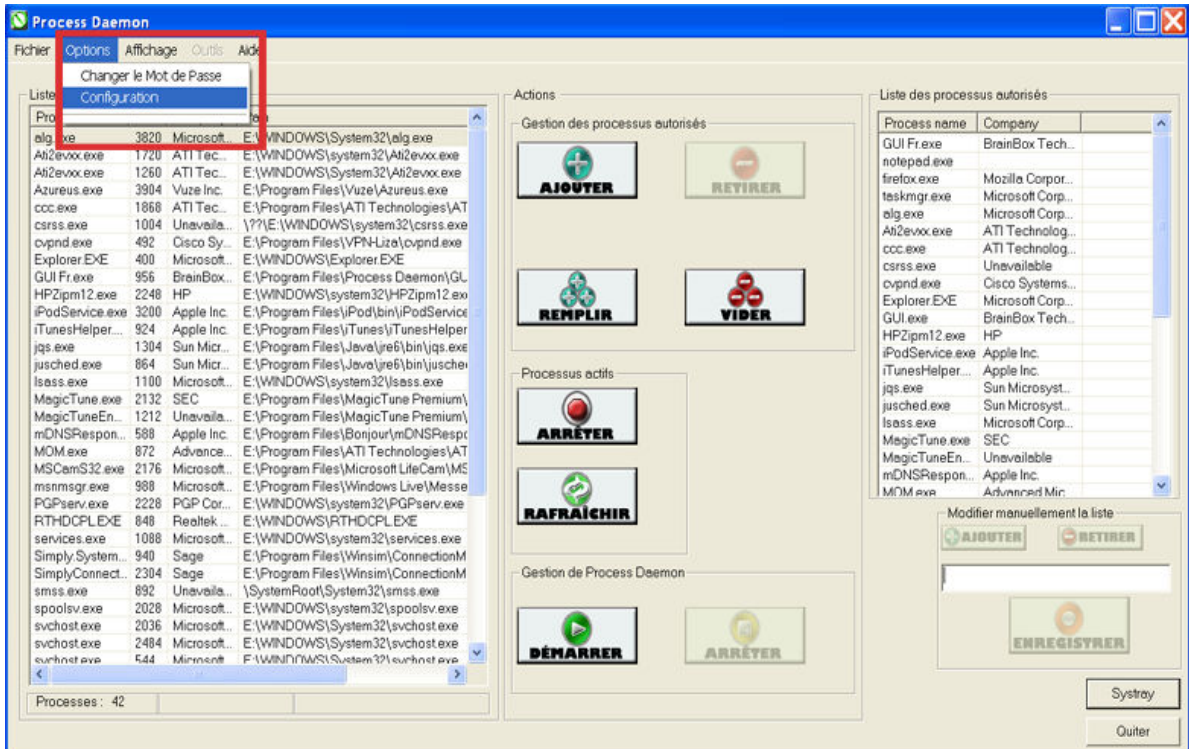 Process Daemon
Fichier Options Affichage Outils Aide
Changer le Mot de Passe
Configuration
Liste
Actions
Liste des processus autorisés
alg.exe 3820 Microsoft... E:\WINDOWS\System32\alg.exe
Ati2evxx.exe 1720 ATI Tec... E:\WINDOWS\system32\Ati2evxx.exe
Ati2evxx.exe 1260 ATI Tec... E:\WINDOWS\System32\Ati2evxx.exe
Azureus.exe 3904 Vuze Inc. E:\Program Files\Vuze\Azureus.exe
ccc.exe 1868 ATI Tec... E:\Program Files\ATI Technologies\AT
csrss.exe 1004 Unavaila... \??\E:\WINDOWS\system32\csrss.exe
cvpnd.exe 492 Cisco Sy... E:\Program Files\VPN-Liza\cvpnd.exe
Explorer.EXE 400 Microsoft... E:\WINDOWS\Explorer.EXE
GUI Fr.exe 956 BrainBox... E:\Program Files\Process Daemon\GU
HPZipm12.exe 2248 HP E:\WINDOWS\system32\HPZipm12.exe
iPodService.exe 3200 Apple Inc. E:\Program Files\iPod\bin\iPodService
iTunesHelper... 924 Apple Inc. E:\Program Files\iTunes\iTunesHelper
jqs.exe 1304 Sun Micr... E:\Program Files\Java\jre6\bin\jqs.exe
jusched.exe 864 Sun Micr... E:\Program Files\Java\jre6\bin\jusche
lsass.exe 1100 Microsoft... E:\WINDOWS\system32\lsass.exe
MagicTune.exe 2132 SEC E:\Program Files\MagicTune Premium\
MagicTuneEn... 1212 Unavaila... E:\Program Files\MagicTune Premium\
mDNSRespon... 588 Apple Inc. E:\Program Files\Bonjour\mDNSRespo
MOM.exe 872 Advance... E:\Program Files\ATI Technologies\AT
MSCamS32.exe 2176 Microsoft... E:\Program Files\Microsoft LifeCam\MS
msnmsgr.exe 988 Microsoft... E:\Program Files\Windows Live\Messe
PGPserv.exe 2228 PGP Cor... E:\WINDOWS\system32\PGPserv.exe
RTHDCPL.EXE 848 Realtek ... E:\WINDOWS\RTHDCPL.EXE
services.exe 1088 Microsoft... E:\WINDOWS\system32\services.exe
Simply.System... 940 Sage E:\Program Files\Winsim\ConnectionM
SimplyConnect... 2304 Sage E:\Program Files\Winsim\ConnectionM
smss.exe 892 Unavaila... \SystemRoot\System32\smss.exe
spoolsv.exe 2028 Microsoft... E:\WINDOWS\system32\spoolsv.exe
svchost.exe 2036 Microsoft... E:\WINDOWS\system32\svchost.exe
svchost.exe 2484 Microsoft... E:\WINDOWS\System32\svchost.exe
svchost.exe 544 Microsoft... E:\WINDOWS\System32\svchost.exe
Processes: 42
Gestion des processus autorisés
AJOUTER RETIRER
REMPLIR VIDER
Processus actifs
ARRÊTER
RAFRAÎCHIR
Gestion de Process Daemon
DÉMARRER ARRÊTER
Process name Company
GUI Fr.exe BrainBox Tech...
notepad.exe
firefox.exe Mozilla Corpor...
taskmgr.exe Microsoft Corp...
alg.exe Microsoft Corp...
Ati2evxx.exe ATI Technolog...
ccc.exe ATI Technolog...
csrss.exe Unavailable
cvpnd.exe Cisco Systems...
Explorer.EXE Microsoft Corp...
GUI.exe BrainBox Tech...
HPZipm12.exe HP
iPodService.exe Apple Inc.
iTunesHelper.... Apple Inc.
jqs.exe Sun Microsyst...
jusched.exe Sun Microsyst...
lsass.exe Microsoft Corp...
MagicTune.exe SEC
MagicTuneEn... Unavailable
mDNSRespon... Apple Inc.
MOM.exe Advanced Mic
Modifier manuellement la liste
AJOUTER RETIRER
ENREGISTRER
Systray
Quiter